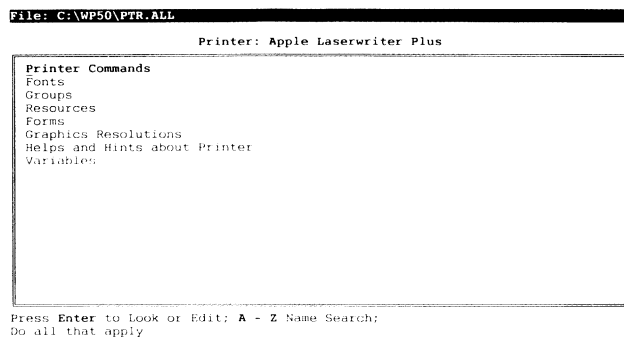 File: C:\WP50\PTR.ALL
Printer: Apple Laserwriter Plus
Printer Commands
Fonts
Groups
Resources
Forms
Graphics Resolutions
Helps and Hints about Printer
Variables
Press Enter to Look or Edit; A - Z Name Search;
Do all that apply